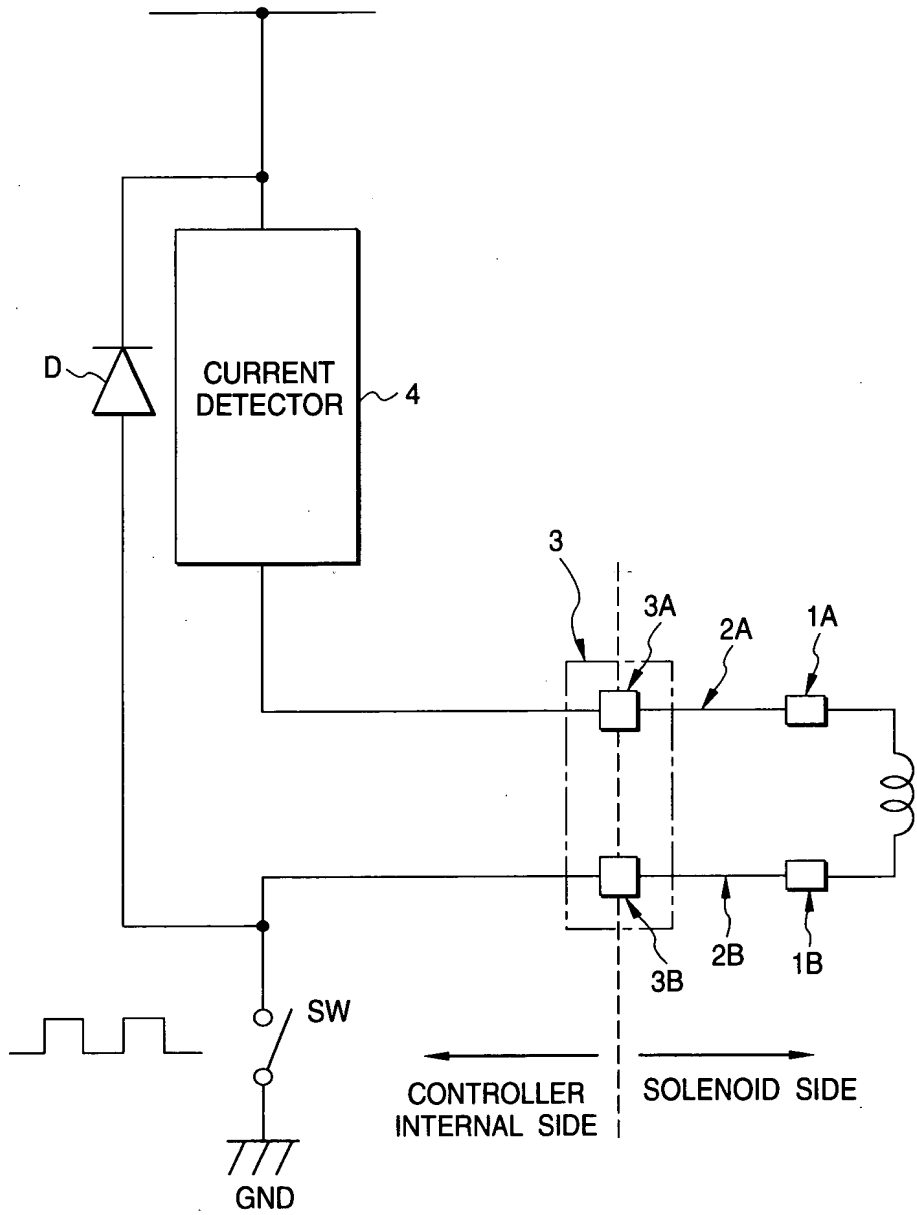 D
CURRENT
DETECTOR
4
3
3A
2A
1A
3B
2B
1B
SW
CONTROLLER
INTERNAL SIDE
SOLENOID SIDE
GND